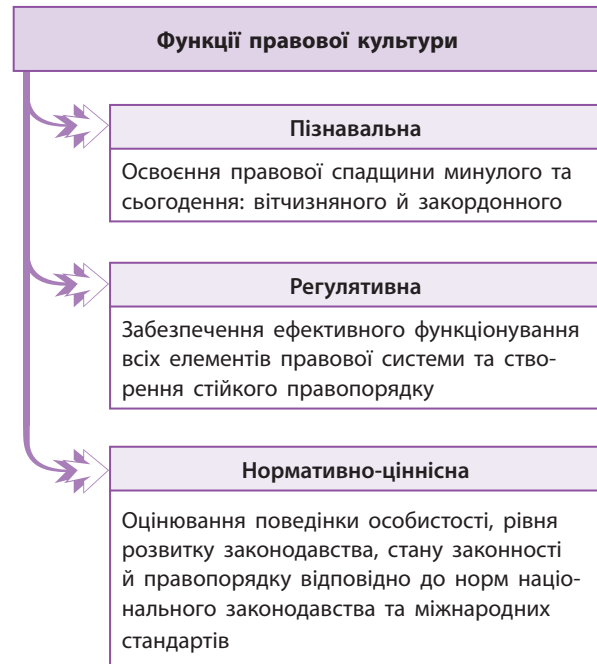 Функції правової культури
Пізнавальна
Освоєння правової спадщини минулого та
сьогодення: вітчизняного й закордонного
Регулятивна
Забезпечення ефективного функціонування
всіх елементів правової системи та ство-
рення стійкого правопорядку
Нормативно-ціннісна
Оцінювання поведінки особистості, рівня
розвитку законодавства, стану законності
й правопорядку відповідно до норм націо-
нального законодавства та міжнародних
стандартів